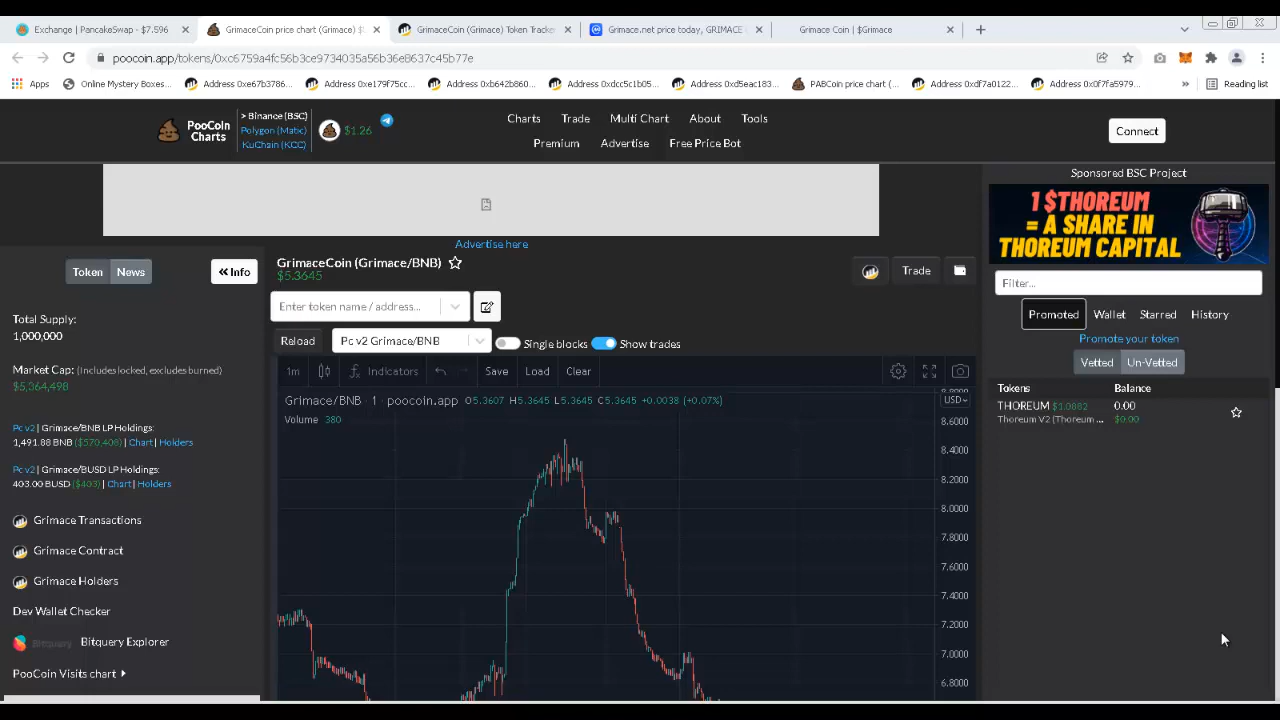 Exchange | PancakeSwap - $7.596
GrimaceCoin price chart (Grimace) $
GrimaceCoin (Grimace) Token Tracke
Grimace.net price today, GRIMACE
Grimace Coin | $Grimace
poocoin.app/tokens/0xc6759a4fc56b3ce9734035a56b36e8637c45b77e
Apps
Online Mystery Boxes...
Address 0xe67b3786...
Address 0xe179f75cc...
Address 0xb642b860...
Address 0xdcc5c1b05...
Address 0xd5eac183...
PABCoin price chart (...
Address 0xdf7a0122...
Address 0x0f7fa5979...
»
Reading list
PooCoin
Charts
> Binance (BSC)
Polygon (Matic)
KuChain (KCC)
$1.26
Charts Trade Multi Chart About Tools
Premium Advertise Free Price Bot
Connect
Advertise here
Token News
« Info
Total Supply:
1,000,000
Market Cap: (Includes locked, excludes burned)
$5,364,498
Pc v2 | Grimace/BNB LP Holdings:
1,491.88 BNB ($570,408) | Chart | Holders
Pc v2 | Grimace/BUSD LP Holdings:
403.00 BUSD ($403) | Chart | Holders
Grimace Transactions
Grimace Contract
Grimace Holders
Dev Wallet Checker
Bitquery Bitquery Explorer
PooCoin Visits chart
GrimaceCoin (Grimace/BNB)
$5.3645
Trade
Enter token name / address...
Reload
Pc v2 Grimace/BNB
Single blocks
Show trades
1m
Indicators
Save
Load
Clear
Grimace/BNB · 1 · poocoin.app O5.3607 H5.3645 L5.3645 C5.3645 +0.0038 (+0.07%)
Volume 380
USD
8.6000
8.4000
8.2000
8.0000
7.8000
7.6000
7.4000
7.2000
7.0000
6.8000
Sponsored BSC Project
1 $THOREUM
= A SHARE IN
THOREUM CAPITAL
Filter...
Promoted Wallet Starred History
Promote your token
Vetted Un-Vetted
Tokens Balance
THOREUM $1.0882 0.00
Thoreum V2 (Thoreum ... $0.00